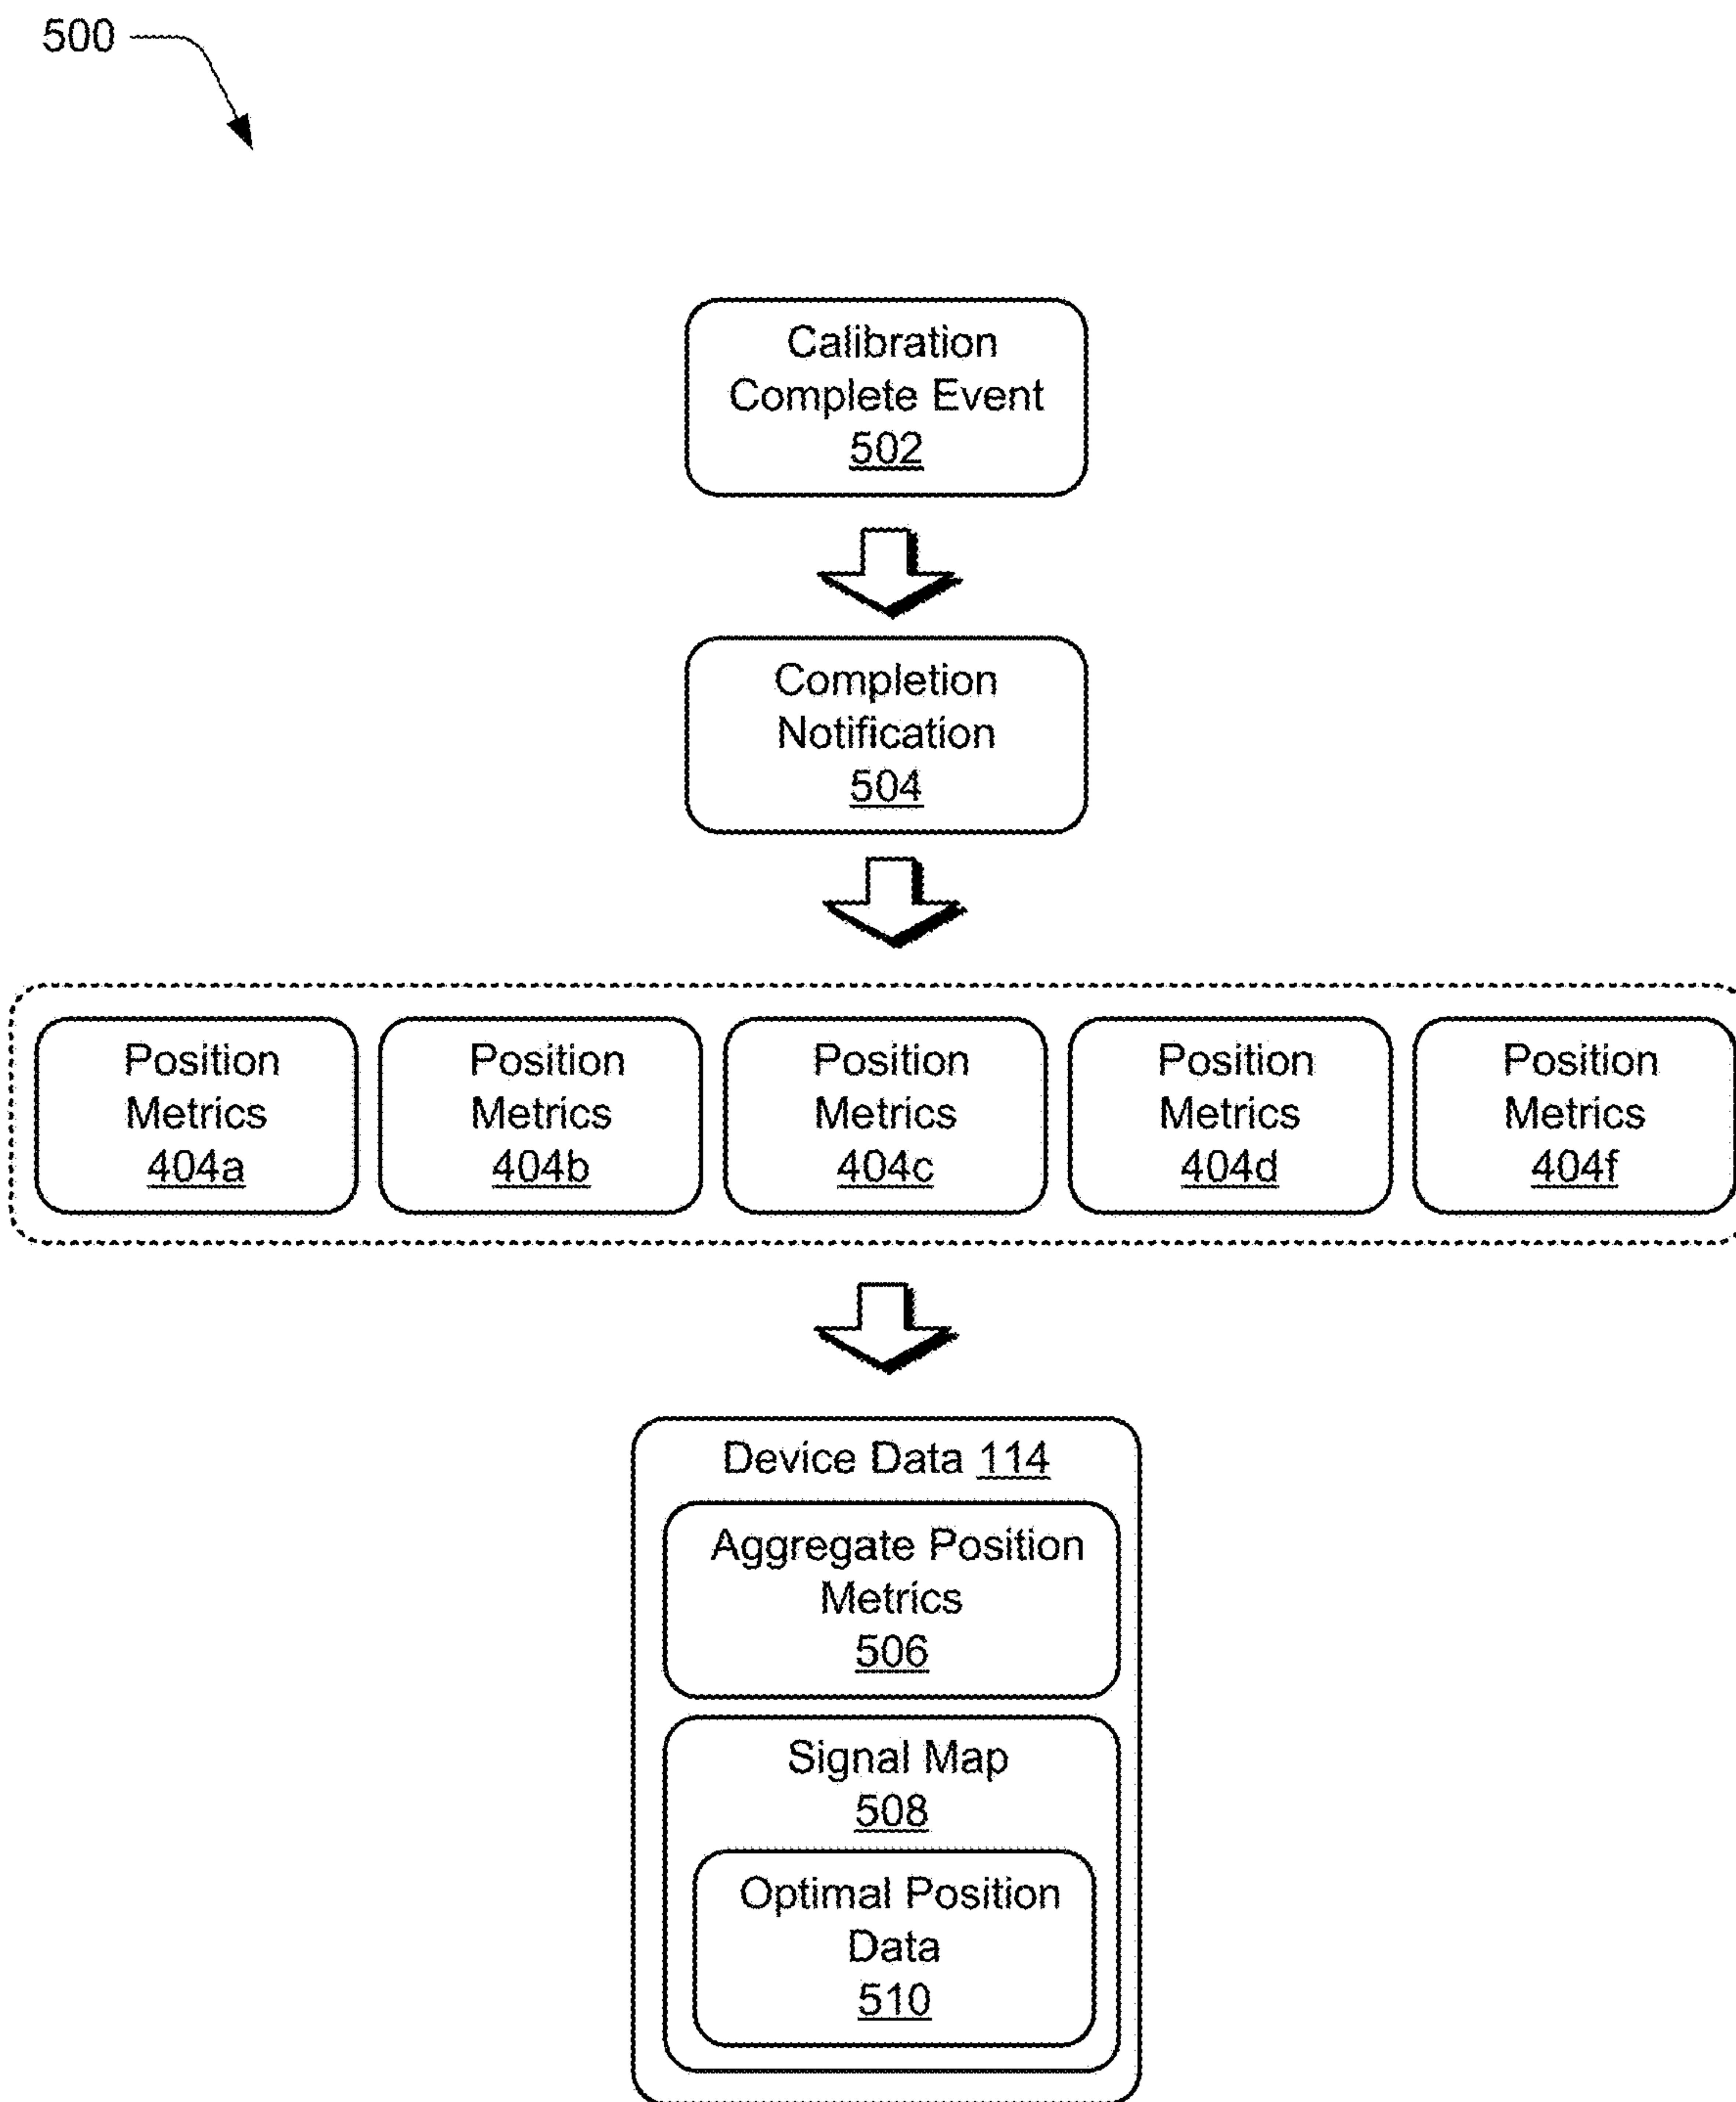 500
Calibration
Complete Event
502
Completion
Notification
504
Position Position Position Position Position
Metrics Metrics Metrics Metrics Metrics
404a 404b 404c 404d 404f
Device Data 114
Aggregate Position
Metrics
506
Signal Map
508
Optimal Position
Data
510